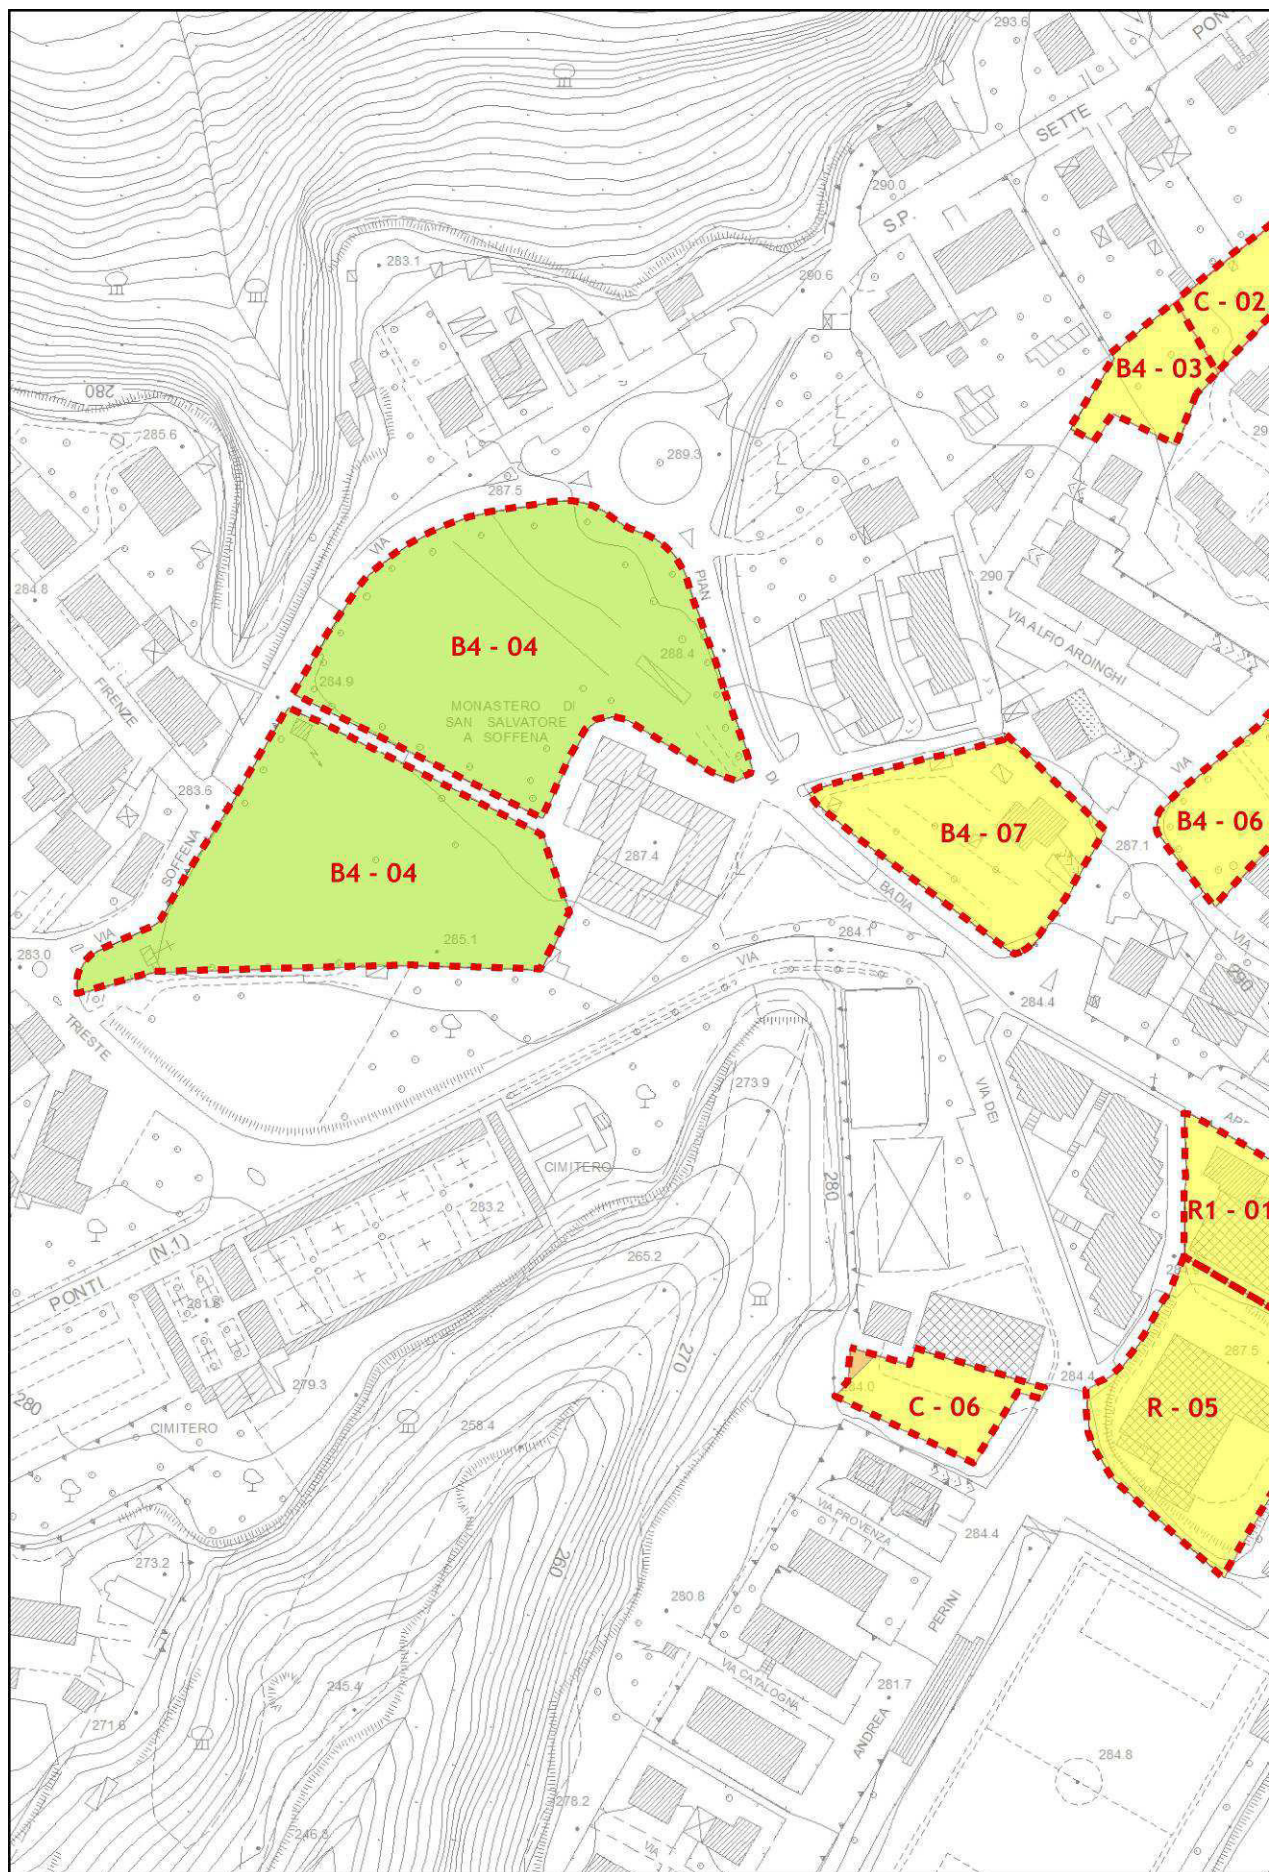 293.6
PON
SETTE
290.0
S.P.
283.1
290.6
C - 02
B4 - 03
280
285.6
289.3
287.5
VIA
PIAN
284.8
290.7
VIA ALFIO ARDINGHI
B4 - 04
288.4
284.9
FIRENZE
MONASTERO DI
SAN SALVATORE
A SOFFENA
VIA
DI
283.6
B4 - 07
B4 - 06
287.1
287.4
SOFFENA
B4 - 04
BADIA
VIA
285.1
284.1
VIA
VIA
283.0
290
284.4
TRIESTE
273.9
VIA DEI
CIMITERO
280
283.2
R1 - 01
265.2
PONTI
(N.1)
281.8
270
287.5
279.3
284.4
284.0
280
C - 06
R - 05
CIMITERO
258.4
VIA PROVENZA
284.4
273.2
260
280.8
PERINI
VIA CATALOGNA
245.4
281.7
271.6
ANDREA
284.8
278.2
246.3
VIA